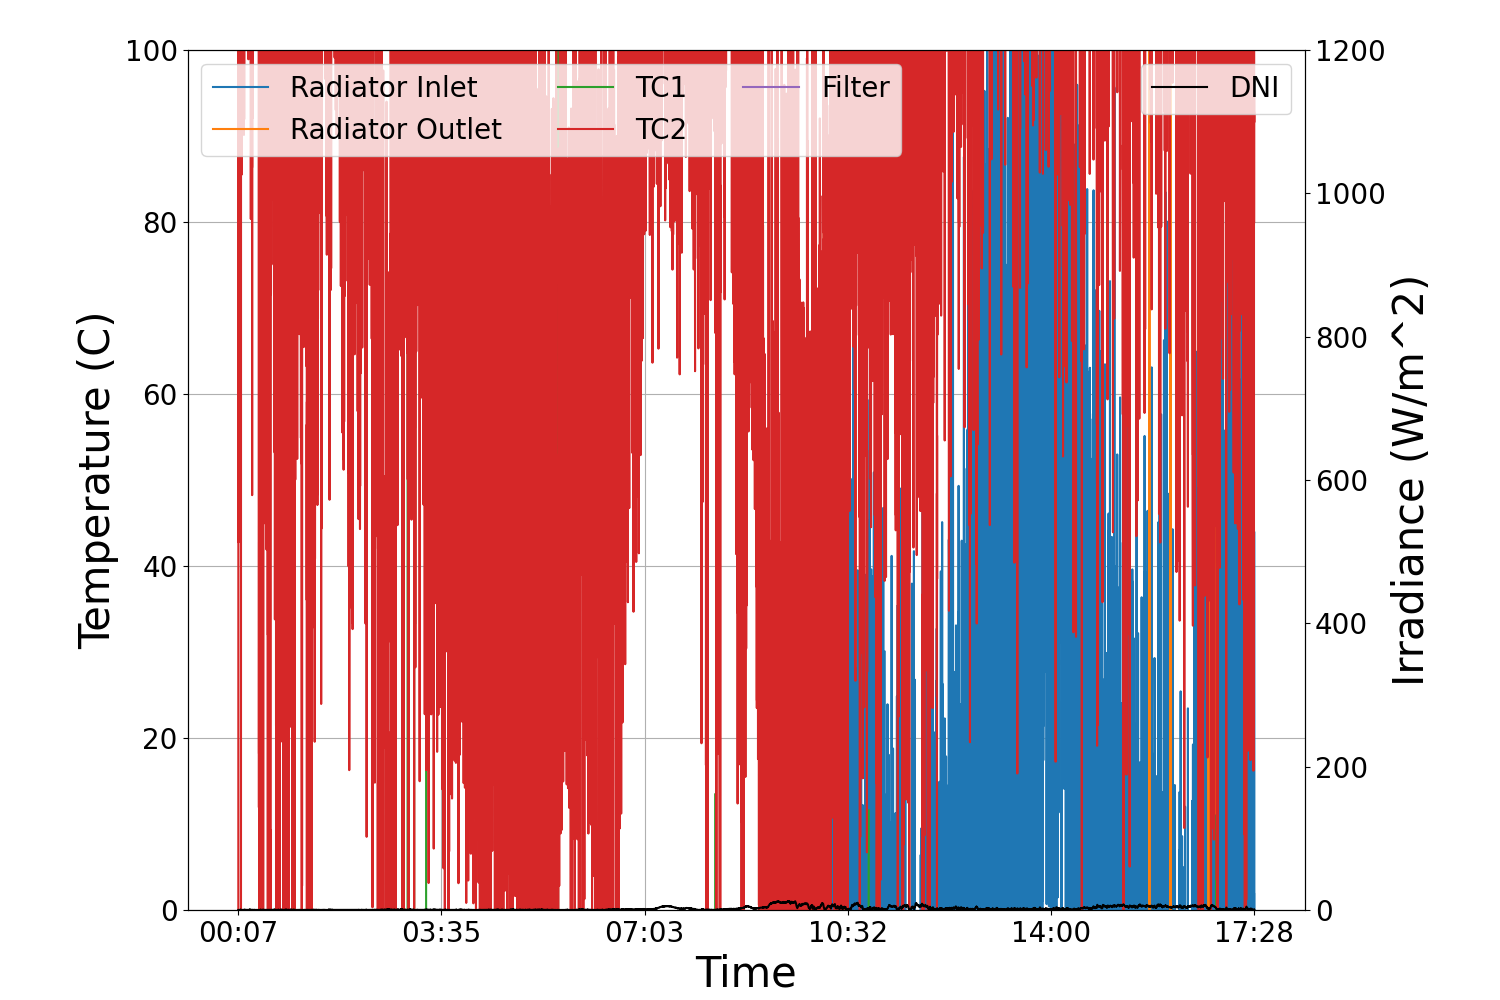 100
80
60
40
20
0
Temperature (C)
Radiator Inlet
Radiator Outlet
TC1
TC2
Filter
DNI
1200
1000
800
600
400
200
0
Irradiance (W/m^2)
00:07 03:35 07:03 10:32 14:00 17:28
Time